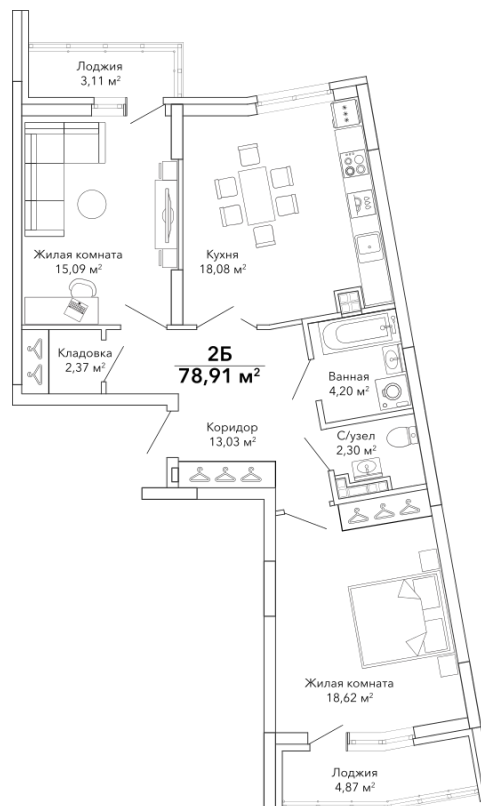 Лоджия
3,11 м²
Жилая комната
15,09 м²
Кухня
18,08 м²
Кладовка
2,37 м²
2Б
78,91 м²
Ванная
4,20 м²
Коридор
13,03 м²
С/узел
2,30 м²
Жилая комната
18,62 м²
Лоджия
4,87 м²